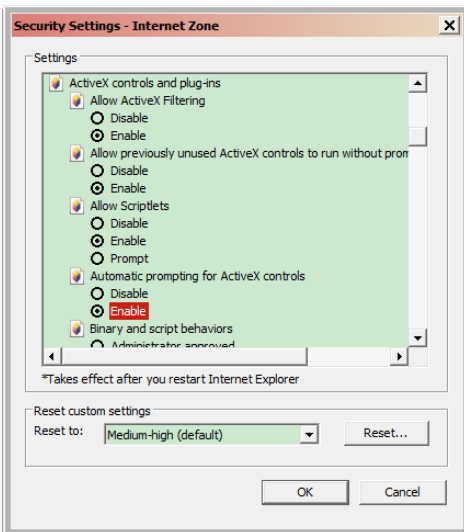 Security Settings - Internet Zone
Settings
ActiveX controls and plug-ins
Allow ActiveX Filtering
Disable
Enable
Allow previously unused ActiveX controls to run without prom
Disable
Enable
Allow Scriptlets
Disable
Enable
Prompt
Automatic prompting for ActiveX controls
Disable
Enable
Binary and script behaviors
Administrator approved
*Takes effect after you restart Internet Explorer
Reset custom settings
Reset to: Medium-high (default) Reset...
OK Cancel